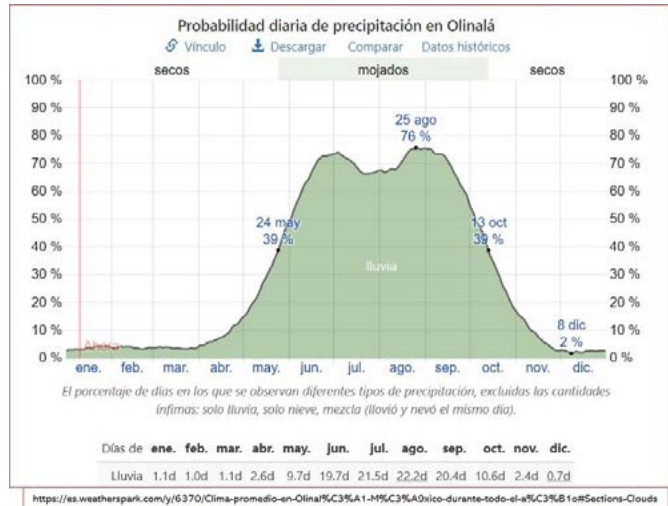 Probabilidad diaria de precipitación en Olinalá
Vínculo Descargar Comparar Datos históricos
secos mojados secos
100 % 100 %
90 % 90 %
25 ago
80 % 80 %
76 %
70 % 70 %
60 % 60 %
50 % 50 %
24 may 13 oct
40 % 39 % 39 % 40 %
lluvia
30 % 30 %
20 % 20 %
8 dic
10 % 10 %
2 %
Ahora
0 % 0 %
ene. feb. mar. abr. may. jun. jul. ago. sep. oct. nov. dic.
El porcentaje de días en los que se observan diferentes tipos de precipitación, excluidas las cantidades
ínfimas: solo lluvia, solo nieve, mezcla (llovió y nevó el mismo día).
Días de ene. feb. mar. abr. may. jun. jul. ago. sep. oct. nov. dic.
Lluvia 1.1d 1.0d 1.1d 2.6d 9.7d 19.7d 21.5d 22.2d 20.4d 10.6d 2.4d 0.7d
https://es.weatherspark.com/y/6370/Clima-promedio-en-Olinal%C3%A1-M%C3%A9xico-durante-todo-el-a%C3%B1o#Sections-Clouds